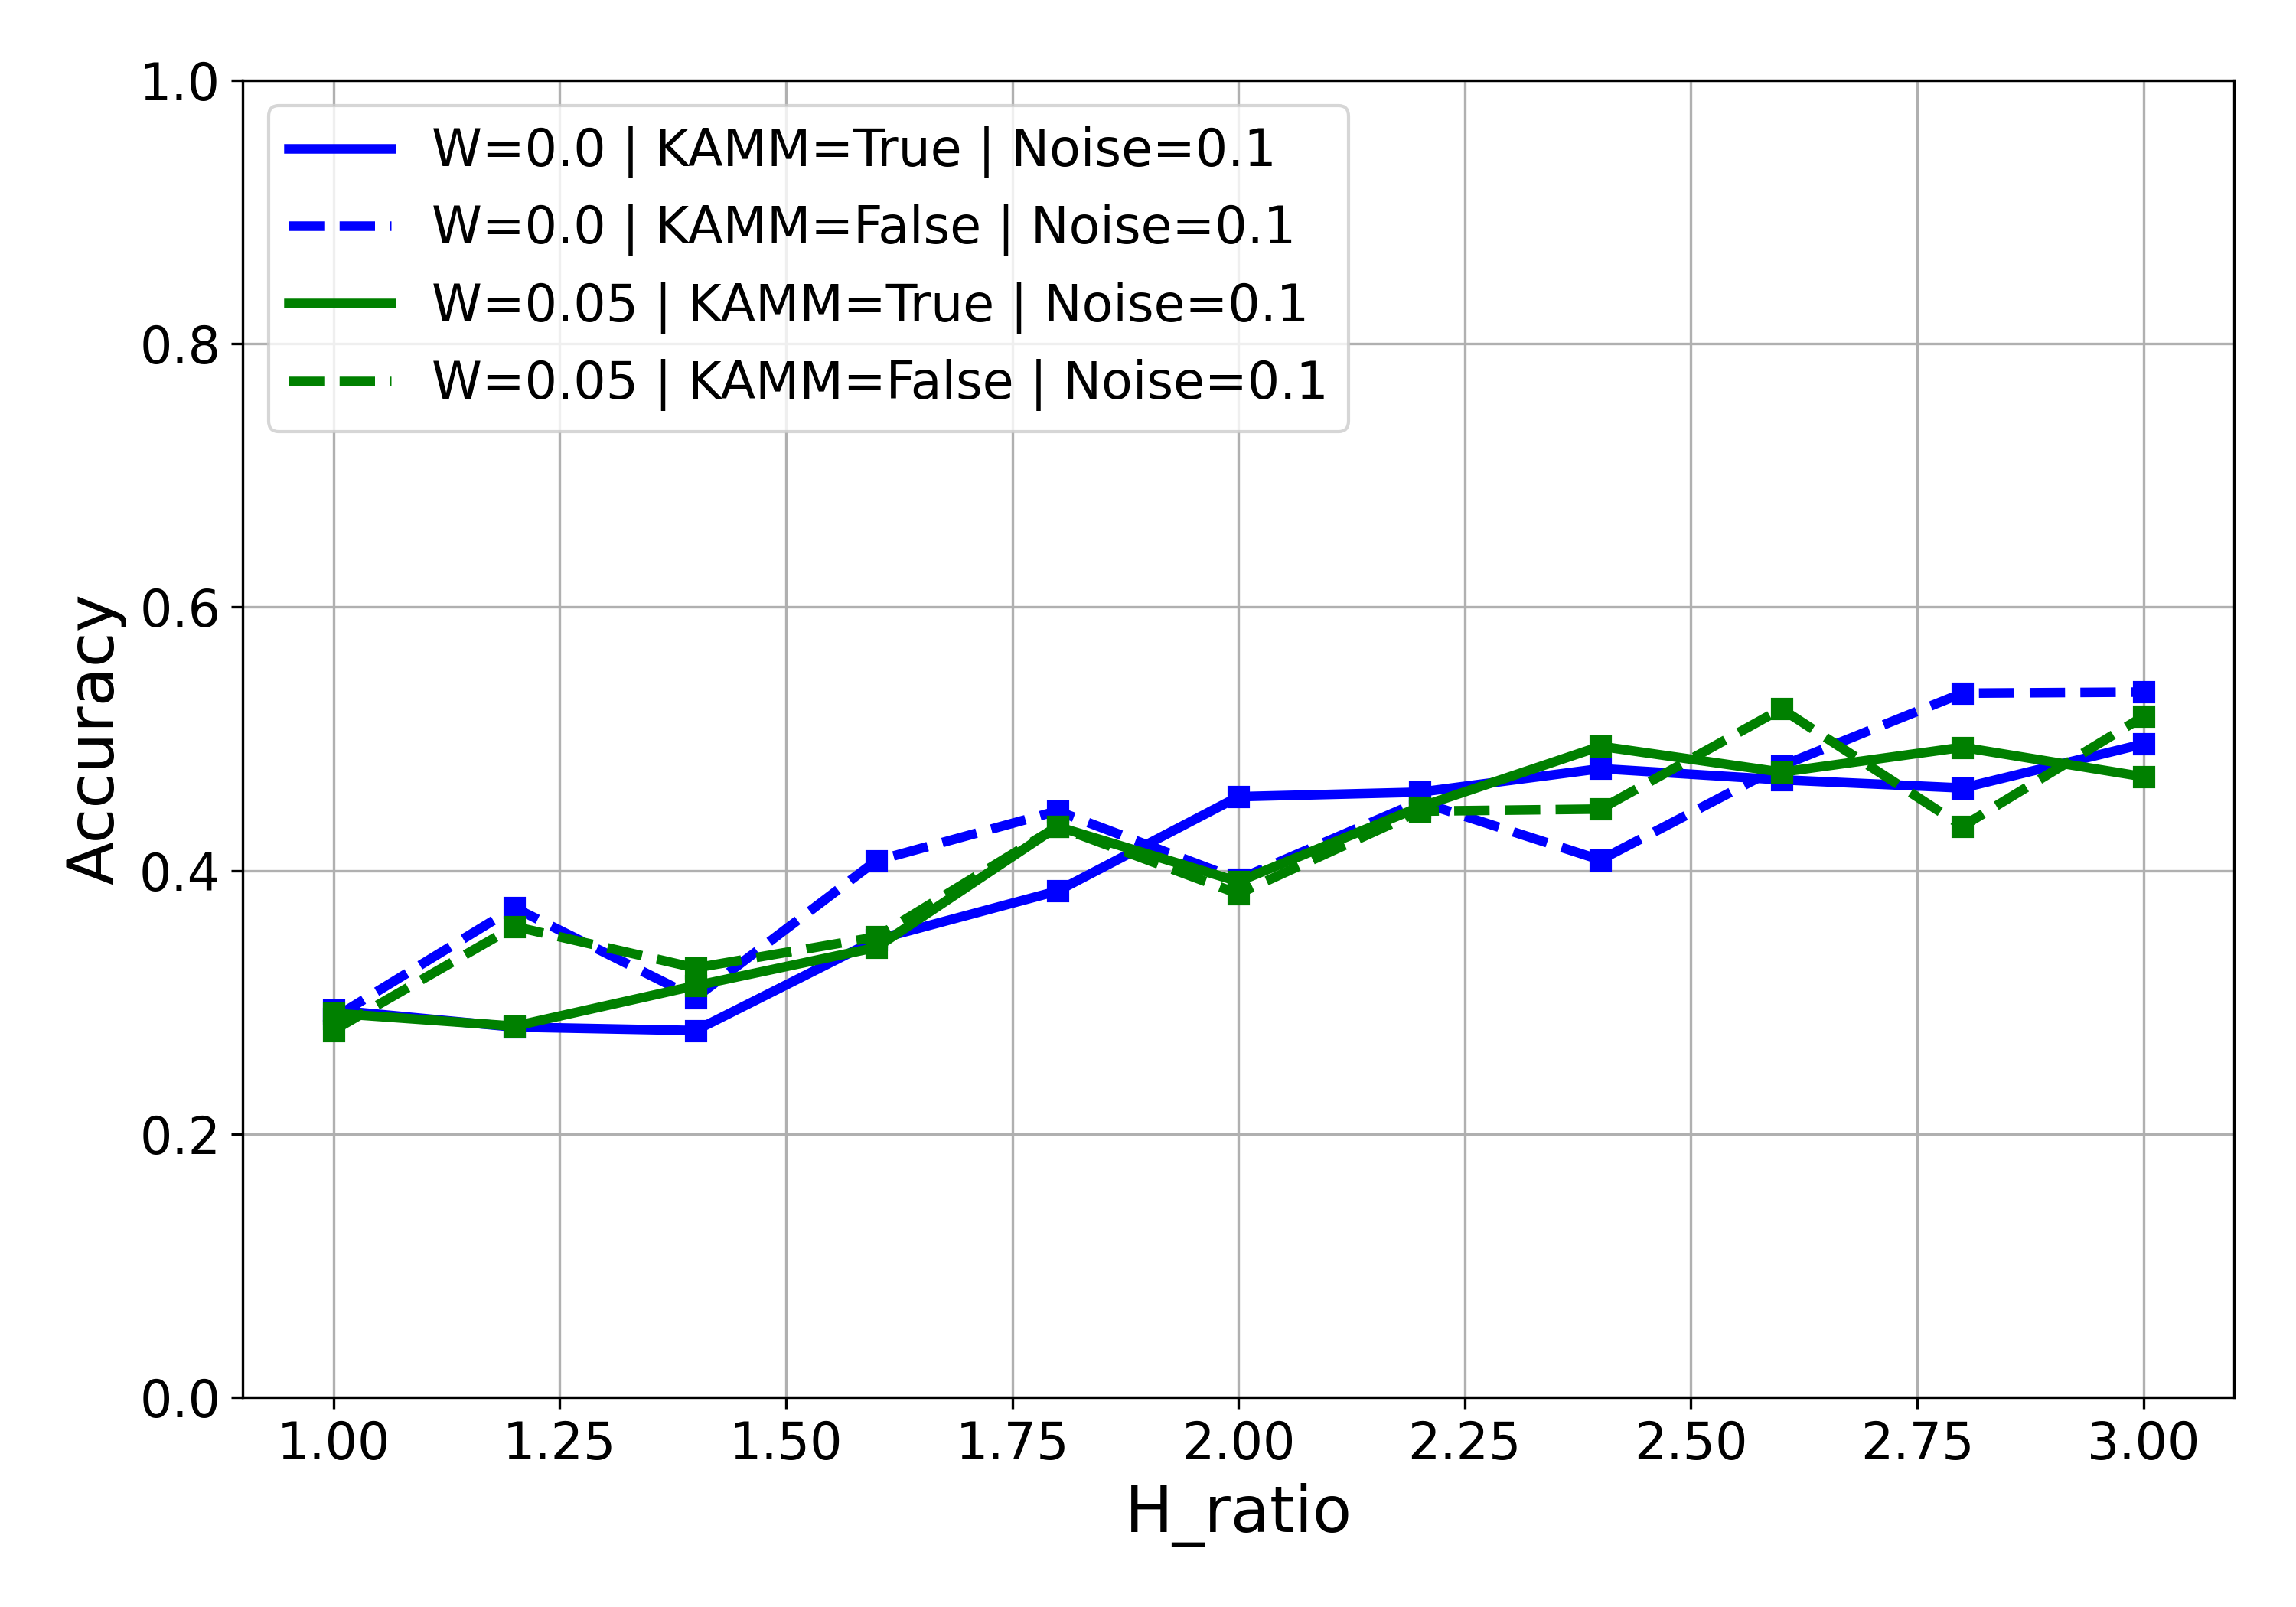 W=0.0 | KAMM=True | Noise=0.1
W=0.0 | KAMM=False | Noise=0.1
W=0.05 | KAMM=True | Noise=0.1
W=0.05 | KAMM=False | Noise=0.1
Accuracy
1.0
0.8
0.6
0.4
0.2
0.0
1.00 1.25 1.50 1.75 2.00 2.25 2.50 2.75 3.00
H_ratio